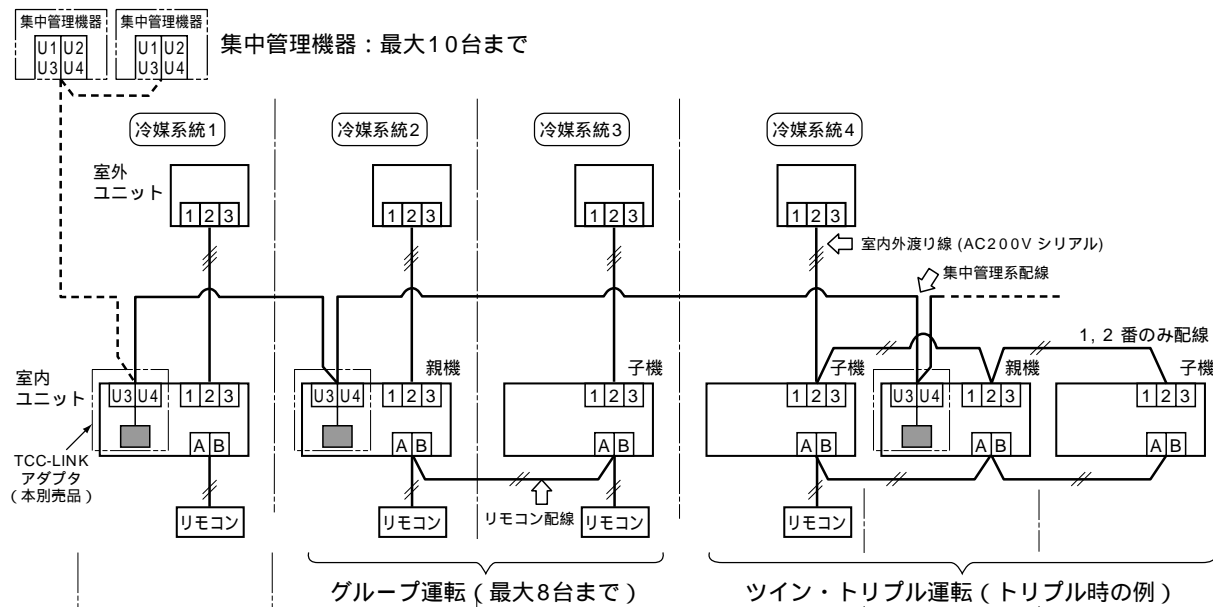 集中管理機器 集中管理機器
U1 U2 U1 U2
U3 U4 U3 U4
集中管理機器：最大10台まで
冷媒系統1 冷媒系統2 冷媒系統3 冷媒系統4
室外
ユニット
1 2 3 1 2 3 1 2 3 1 2 3
室内外渡り線 (AC200V シリアル)
集中管理系配線
1, 2 番のみ配線
室内
ユニット
親機 子機 子機 親機 子機
U3 U4 1 2 3 U3 U4 1 2 3 1 2 3 1 2 3 U3 U4 1 2 3 1 2 3
A B A B A B A B A B A B
TCC-LINK
アダプタ
(本別売品)
リモコン リモコン リモコン配線 リモコン リモコン
グループ運転(最大8台まで) ツイン・トリプル運転(トリプル時の例)